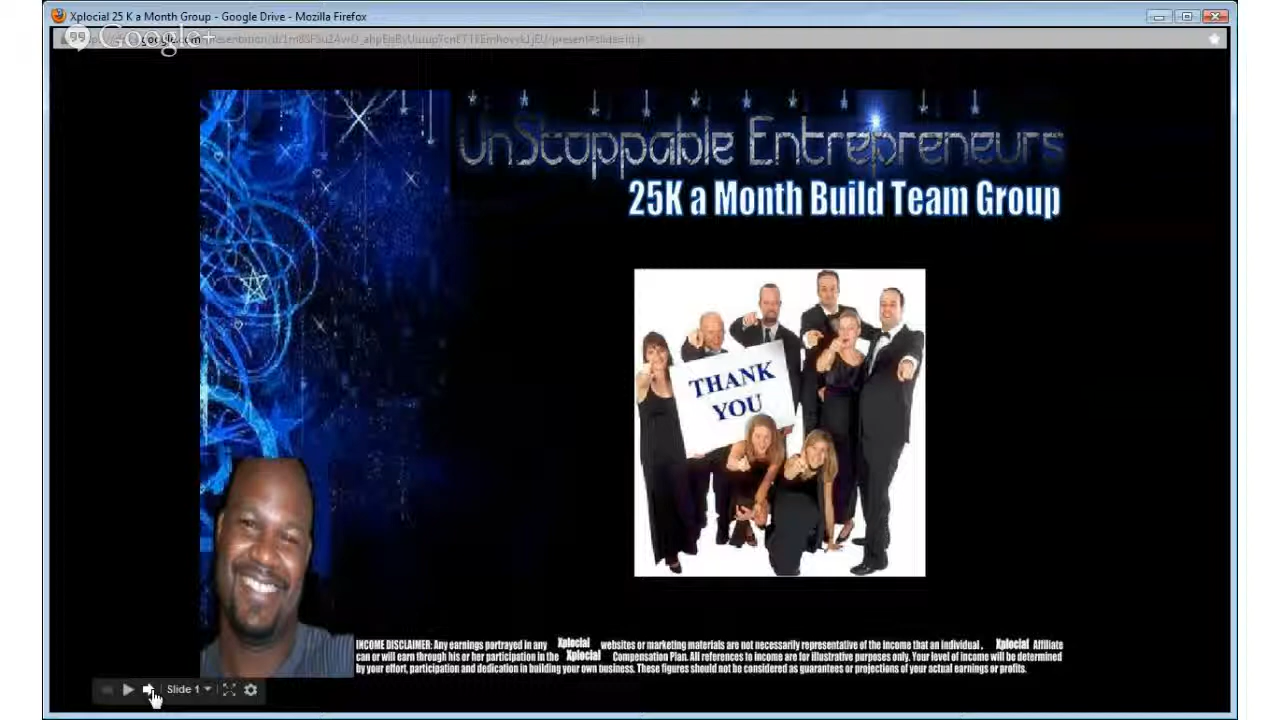 Xplocial 25 K a Month Group - Google Drive - Mozilla Firefox
Google+
google.com
UnStoppable Entrepreneurs
25K a Month Build Team Group
THANK
YOU
INCOME DISCLAIMER: Any earnings portrayed in any Xplocial websites or marketing materials are not necessarily representative of the income that an individual, Xplocial Affiliate
can or will earn through his or her participation in the Xplocial Compensation Plan. All references to income are for illustrative purposes only. Your level of income will be determined
by your effort, participation and dedication in building your own business. These figures should not be considered as guarantees or projections of your actual earnings or profits.
Slide 1